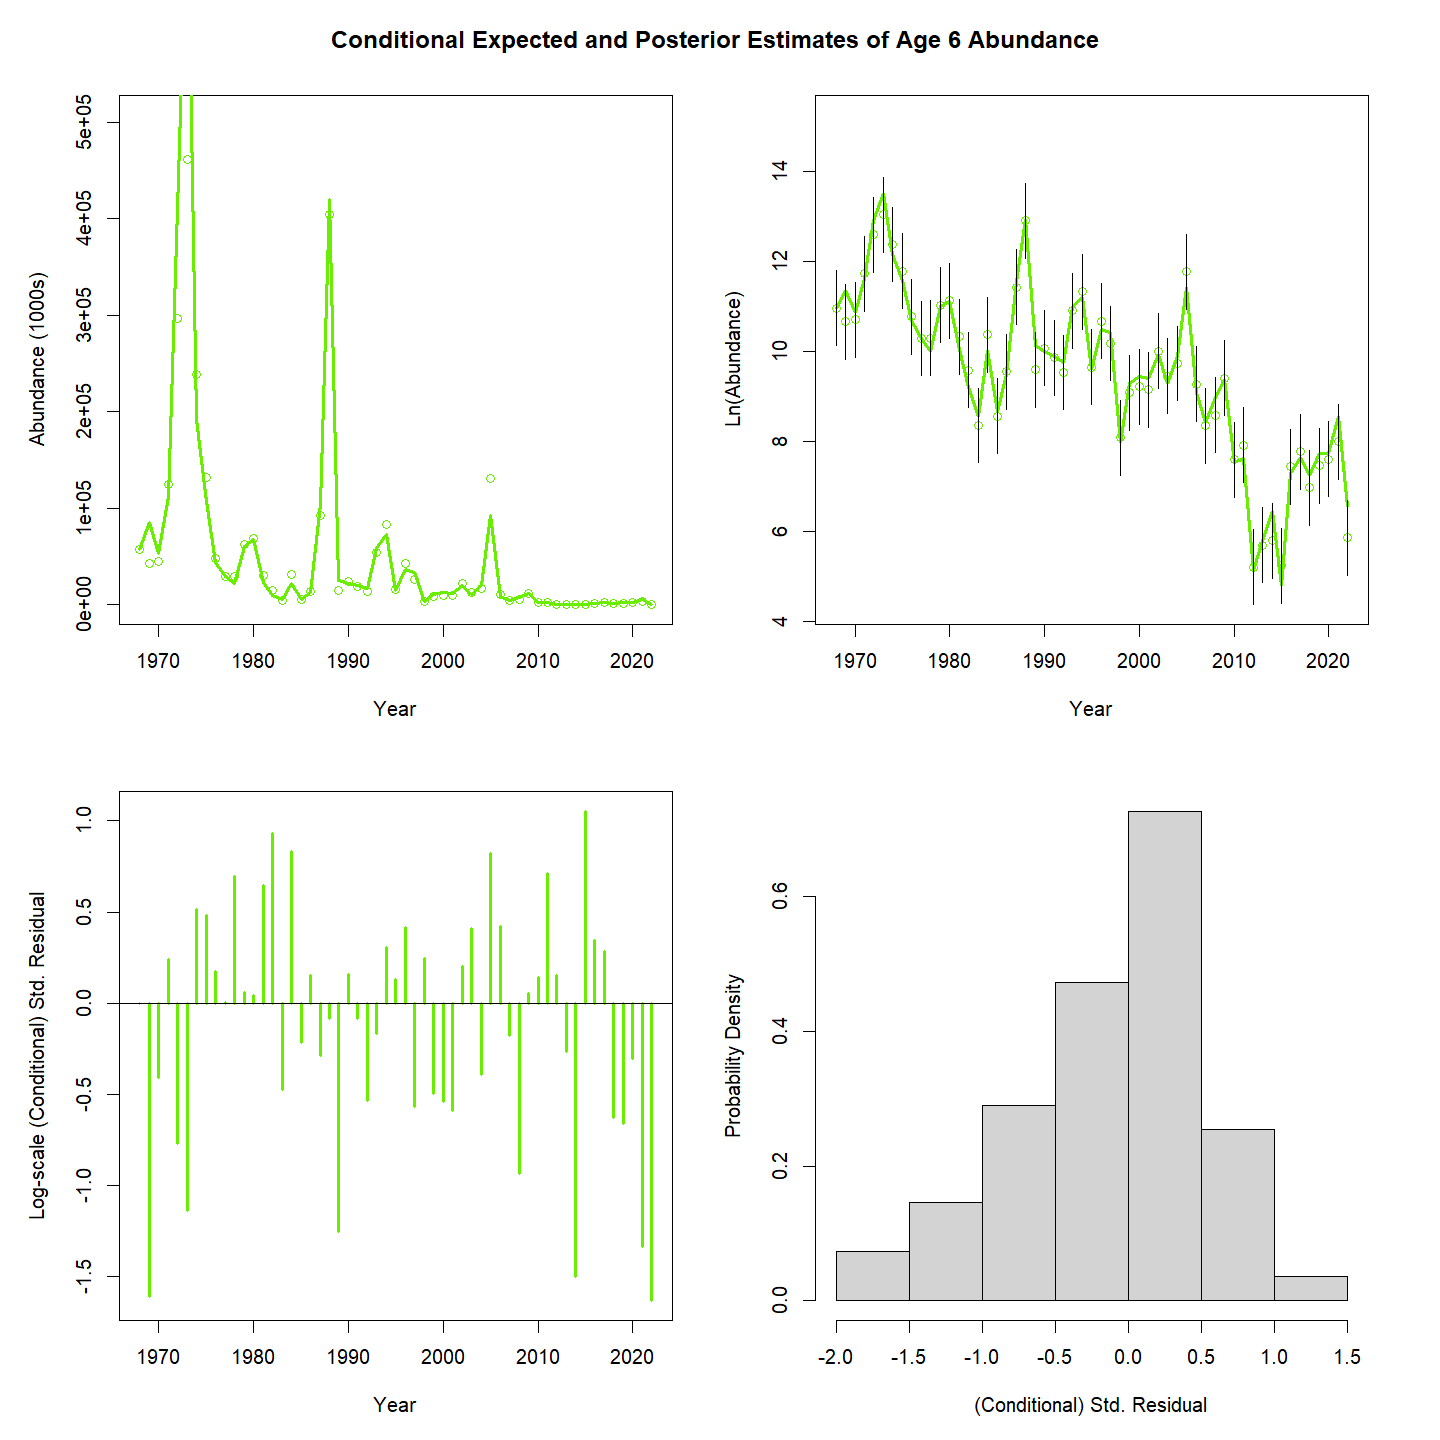 Conditional Expected and Posterior Estimates of Age 6 Abundance
Abundance (1000s)
0e+00 1e+05 2e+05 3e+05 4e+05 5e+05
1970 1980 1990 2000 2010 2020
Year
Ln(Abundance)
4 6 8 10 12 14
1970 1980 1990 2000 2010 2020
Year
Log-scale (Conditional) Std. Residual
-1.5 -1.0 -0.5 0.0 0.5 1.0
1970 1980 1990 2000 2010 2020
Year
Probability Density
0.0 0.2 0.4 0.6
-2.0 -1.5 -1.0 -0.5 0.0 0.5 1.0 1.5
(Conditional) Std. Residual